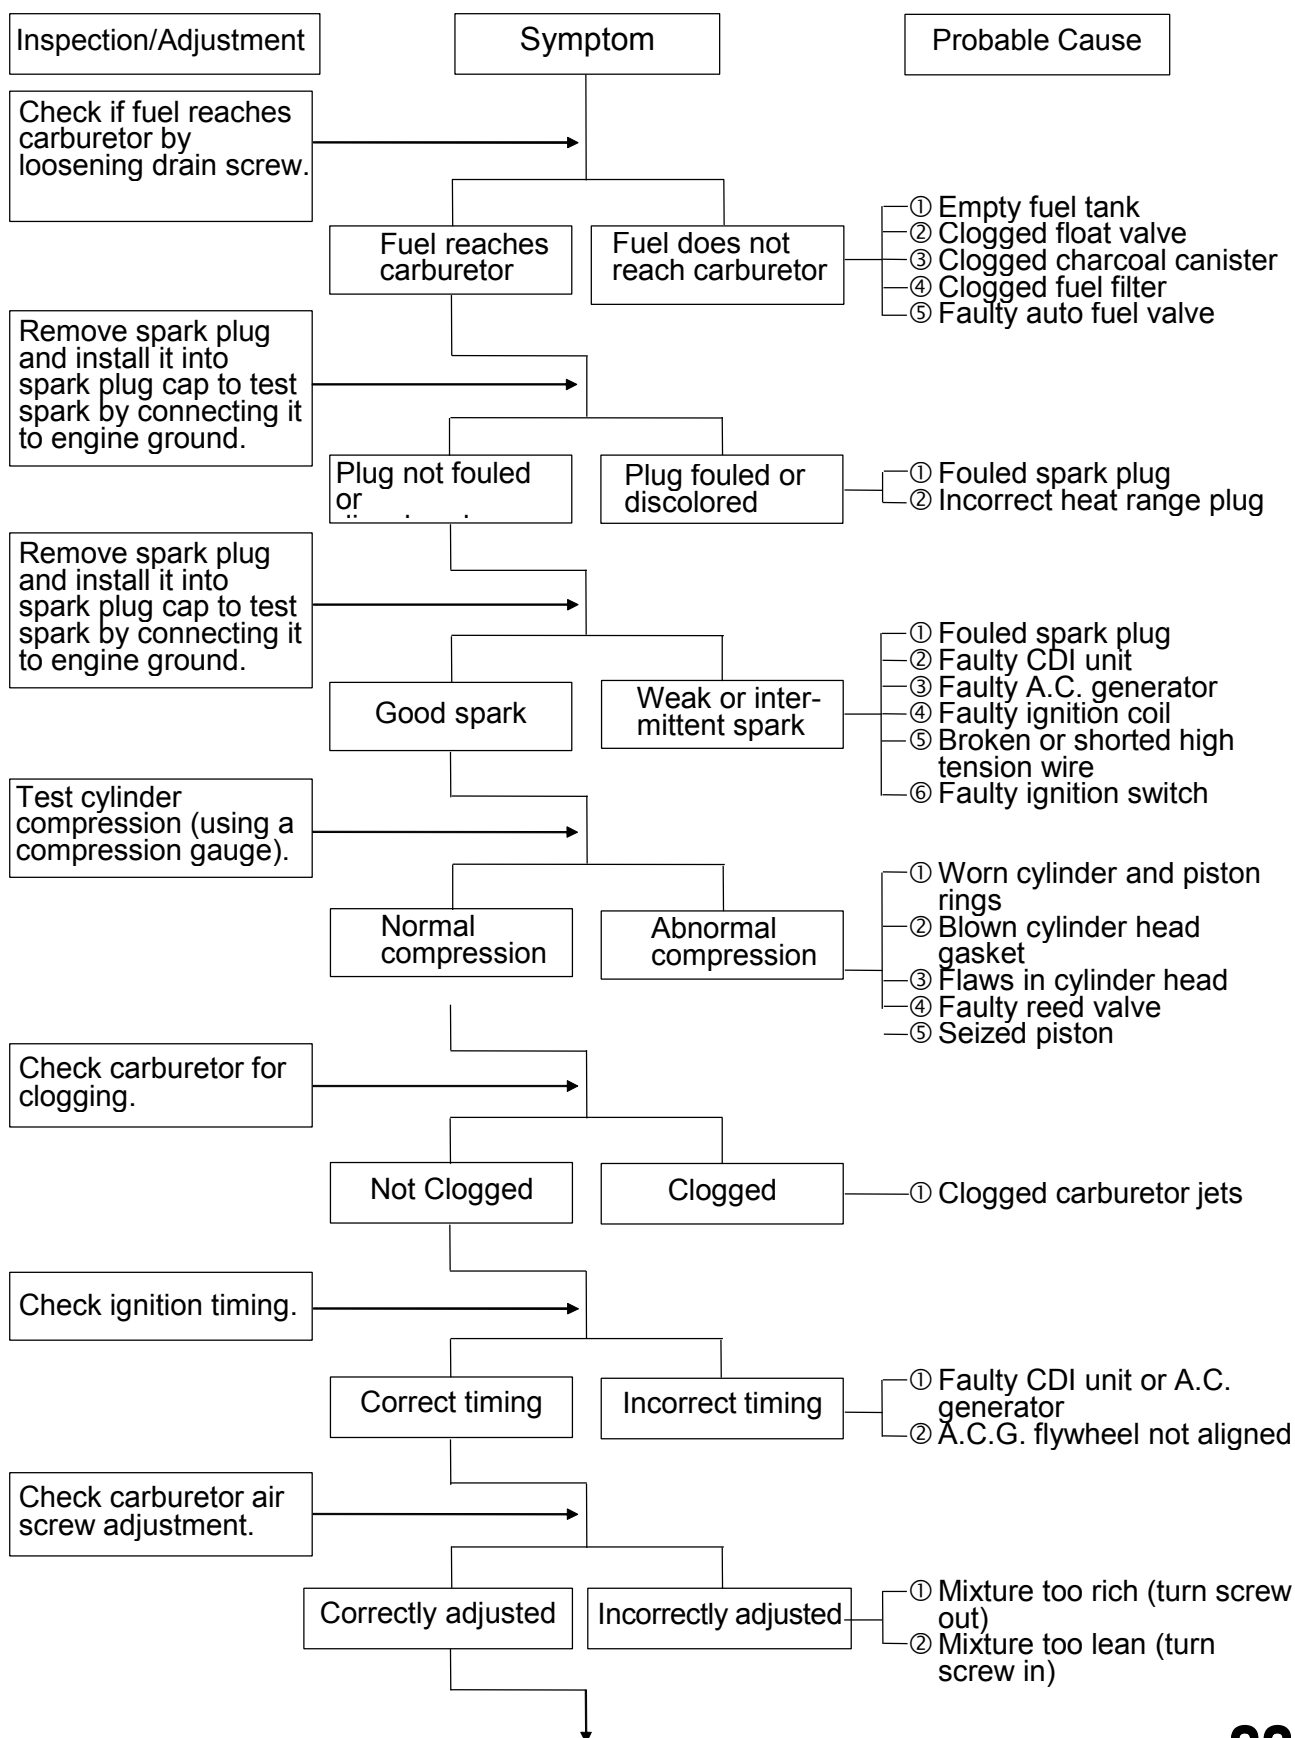 Inspection/Adjustment
Symptom
Probable Cause
Check if fuel reaches
carburetor by
loosening drain screw.
Fuel reaches
carburetor
Fuel does not
reach carburetor
① Empty fuel tank
② Clogged float valve
③ Clogged charcoal canister
④ Clogged fuel filter
⑤ Faulty auto fuel valve
Remove spark plug
and install it into
spark plug cap to test
spark by connecting it
to engine ground.
Plug not fouled
or
Plug fouled or
discolored
① Fouled spark plug
② Incorrect heat range plug
Remove spark plug
and install it into
spark plug cap to test
spark by connecting it
to engine ground.
Good spark
Weak or inter-
mittent spark
① Fouled spark plug
② Faulty CDI unit
③ Faulty A.C. generator
④ Faulty ignition coil
⑤ Broken or shorted high
tension wire
⑥ Faulty ignition switch
Test cylinder
compression (using a
compression gauge).
Normal
compression
Abnormal
compression
① Worn cylinder and piston
rings
② Blown cylinder head
gasket
③ Flaws in cylinder head
④ Faulty reed valve
⑤ Seized piston
Check carburetor for
clogging.
Not Clogged
Clogged
① Clogged carburetor jets
Check ignition timing.
Correct timing
Incorrect timing
① Faulty CDI unit or A.C.
generator
② A.C.G. flywheel not aligned
Check carburetor air
screw adjustment.
Correctly adjusted
Incorrectly adjusted
① Mixture too rich (turn screw
out)
② Mixture too lean (turn
screw in)